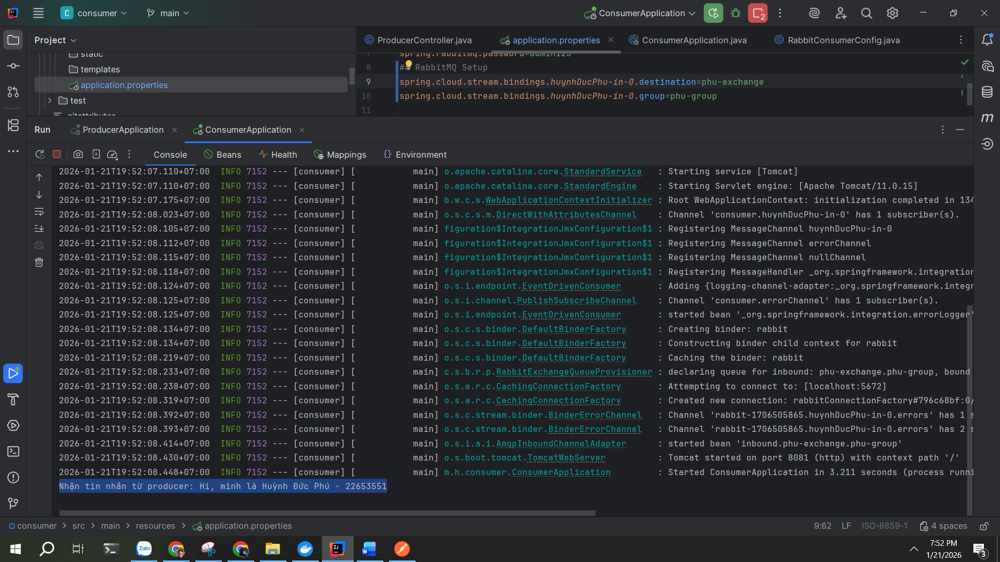 C consumer main ConsumerApplication 2
Project
static
templates
application.properties
test
ProducerController.java application.properties ConsumerApplication.java RabbitConsumerConfig.java
7 spring.rabbitmq.password=admin123
8 ## RabbitMQ Setup
9 spring.cloud.stream.bindings.huynhDucPhu-in-0.destination=phu-exchange
10 spring.cloud.stream.bindings.huynhDucPhu-in-0.group=phu-group
11
Run ProducerApplication ConsumerApplication
Console Beans Health Mappings Environment
2026-01-21T19:52:07.110+07:00 INFO 7152 --- [consumer] [ main] o.apache.catalina.core.StandardService : Starting service [Tomcat]
2026-01-21T19:52:07.110+07:00 INFO 7152 --- [consumer] [ main] o.apache.catalina.core.StandardEngine : Starting Servlet engine: [Apache Tomcat/11.0.15]
2026-01-21T19:52:07.175+07:00 INFO 7152 --- [consumer] [ main] b.w.c.s.WebApplicationContextInitializer : Root WebApplicationContext: initialization completed in 134
2026-01-21T19:52:08.023+07:00 INFO 7152 --- [consumer] [ main] o.s.c.s.m.DirectWithAttributesChannel : Channel 'consumer.huynhDucPhu-in-0' has 1 subscriber(s).
2026-01-21T19:52:08.105+07:00 INFO 7152 --- [consumer] [ main] figuration$IntegrationJmxConfiguration$1 : Registering MessageChannel huynhDucPhu-in-0
2026-01-21T19:52:08.112+07:00 INFO 7152 --- [consumer] [ main] figuration$IntegrationJmxConfiguration$1 : Registering MessageChannel errorChannel
2026-01-21T19:52:08.115+07:00 INFO 7152 --- [consumer] [ main] figuration$IntegrationJmxConfiguration$1 : Registering MessageChannel nullChannel
2026-01-21T19:52:08.118+07:00 INFO 7152 --- [consumer] [ main] figuration$IntegrationJmxConfiguration$1 : Registering MessageHandler _org.springframework.integration
2026-01-21T19:52:08.124+07:00 INFO 7152 --- [consumer] [ main] o.s.i.endpoint.EventDrivenConsumer : Adding {logging-channel-adapter:_org.springframework.integr
2026-01-21T19:52:08.125+07:00 INFO 7152 --- [consumer] [ main] o.s.i.channel.PublishSubscribeChannel : Channel 'consumer.errorChannel' has 1 subscriber(s).
2026-01-21T19:52:08.125+07:00 INFO 7152 --- [consumer] [ main] o.s.i.endpoint.EventDrivenConsumer : started bean '_org.springframework.integration.errorLogger'
2026-01-21T19:52:08.134+07:00 INFO 7152 --- [consumer] [ main] o.s.c.s.binder.DefaultBinderFactory : Creating binder: rabbit
2026-01-21T19:52:08.134+07:00 INFO 7152 --- [consumer] [ main] o.s.c.s.binder.DefaultBinderFactory : Constructing binder child context for rabbit
2026-01-21T19:52:08.219+07:00 INFO 7152 --- [consumer] [ main] o.s.c.s.binder.DefaultBinderFactory : Caching the binder: rabbit
2026-01-21T19:52:08.233+07:00 INFO 7152 --- [consumer] [ main] c.s.b.r.p.RabbitExchangeQueueProvisioner : declaring queue for inbound: phu-exchange.phu-group, bound
2026-01-21T19:52:08.238+07:00 INFO 7152 --- [consumer] [ main] o.s.a.r.c.CachingConnectionFactory : Attempting to connect to: [localhost:5672]
2026-01-21T19:52:08.319+07:00 INFO 7152 --- [consumer] [ main] o.s.a.r.c.CachingConnectionFactory : Created new connection: rabbitConnectionFactory#796c68bf:0/
2026-01-21T19:52:08.392+07:00 INFO 7152 --- [consumer] [ main] o.s.c.stream.binder.BinderErrorChannel : Channel 'rabbit-1706505865.huynhDucPhu-in-0.errors' has 1 s
2026-01-21T19:52:08.393+07:00 INFO 7152 --- [consumer] [ main] o.s.c.stream.binder.BinderErrorChannel : Channel 'rabbit-1706505865.huynhDucPhu-in-0.errors' has 2 s
2026-01-21T19:52:08.414+07:00 INFO 7152 --- [consumer] [ main] o.s.i.a.i.AmqpInboundChannelAdapter : started bean 'inbound.phu-exchange.phu-group'
2026-01-21T19:52:08.430+07:00 INFO 7152 --- [consumer] [ main] o.s.boot.tomcat.TomcatWebServer : Tomcat started on port 8081 (http) with context path '/'
2026-01-21T19:52:08.448+07:00 INFO 7152 --- [consumer] [ main] m.h.consumer.ConsumerApplication : Started ConsumerApplication in 3.211 seconds (process runni
Nhận tin nhắn từ producer: Hi, mình là Huỳnh Đức Phú - 22653551
consumer > src > main > resources > application.properties 9:62 LF ISO-8859-1 4 spaces
Zalo
7:52 PM
1/21/2026
3